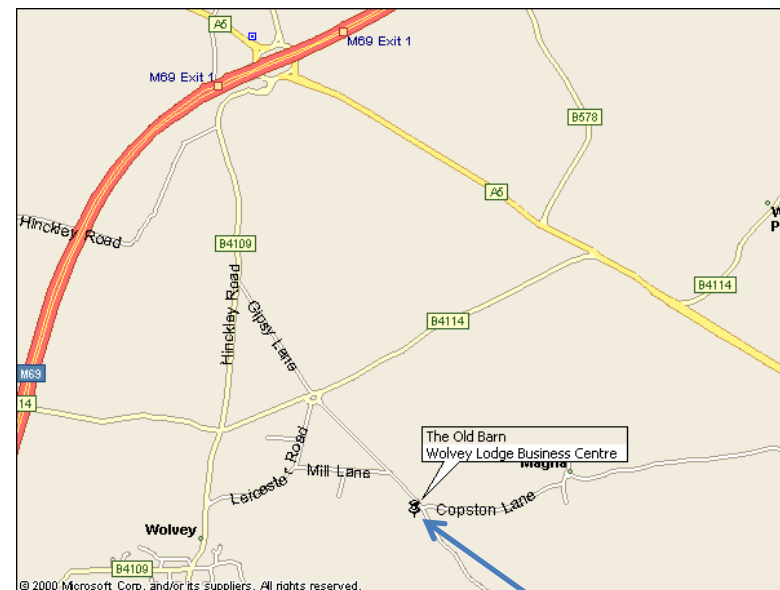 A5
M69 Exit 1
M69 Exit 1
B578
A5
Hinckley Road
B4109
B4114
Hinckley Road
Gipsy Lane
B4114
M69
14
The Old Barn
Wolvey Lodge Business Centre
Magna
Leicester Road
Mill Lane
Copston Lane
Wolvey
B4109
© 2000 Microsoft Corp. and/or its suppliers. All rights reserved.